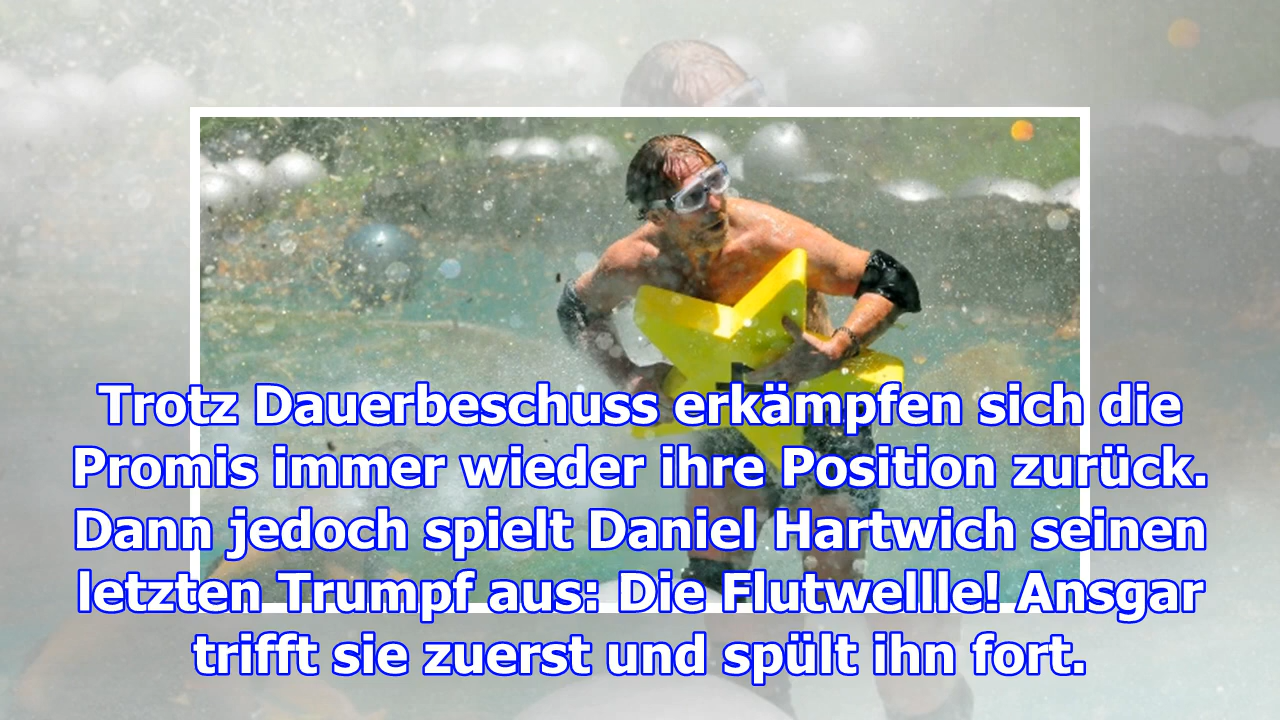 Trotz Dauerbeschuss erkämpfen sich die
Promis immer wieder ihre Position zurück.
Dann jedoch spielt Daniel Hartwich seinen
letzten Trumpf aus: Die Flutwellle! Ansgar
trifft sie zuerst und spült ihn fort.